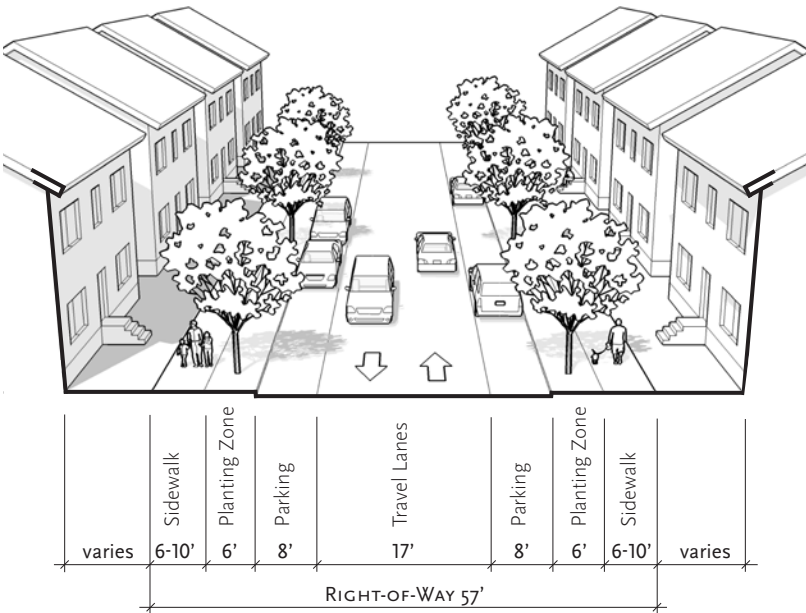 Sidewalk
Planting Zone
Parking
Travel Lanes
Parking
Planting Zone
Sidewalk
varies 6-10’ 6’ 8’ 17’ 8’ 6’ 6-10’ varies
Right-of-Way 57’